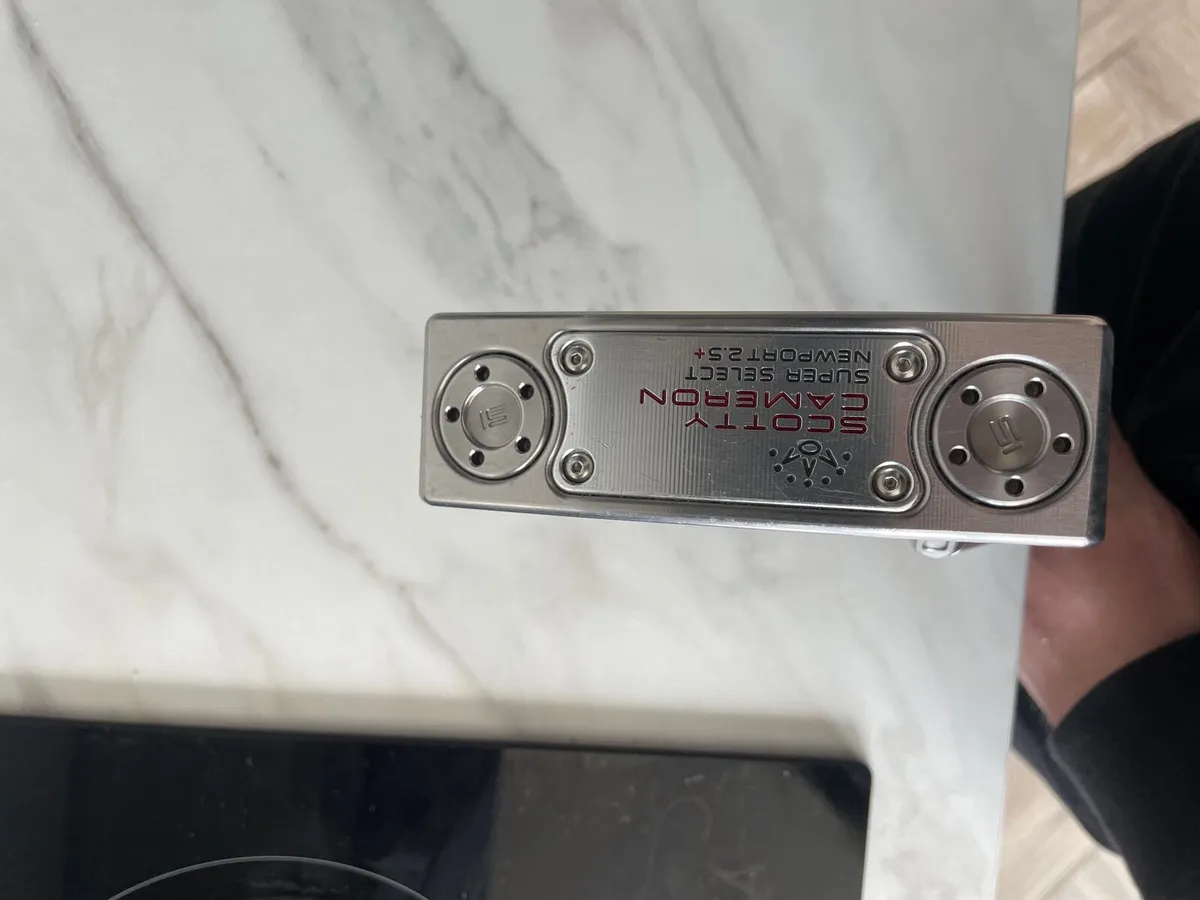 SCOTTY
CAMERON
SUPER SELECT
NEWPORT 2.5+